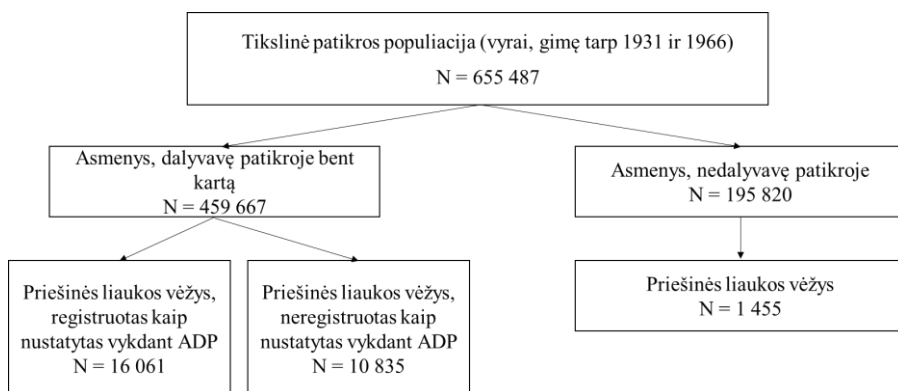 Tikslinė patikros populiacija (vyrai, gimę tarp 1931 ir 1966)
N = 655 487
Asmenys, dalyvavę patikroje bent
kartą
N = 459 667
Asmenys, nedalyvavę patikroje
N = 195 820
Priešinės liaukos vėžys,
registruotas kaip
nustatytas vykdant ADP
N = 16 061
Priešinės liaukos vėžys,
neregistruotas kaip
nustatytas vykdant ADP
N = 10 835
Priešinės liaukos vėžys
N = 1 455